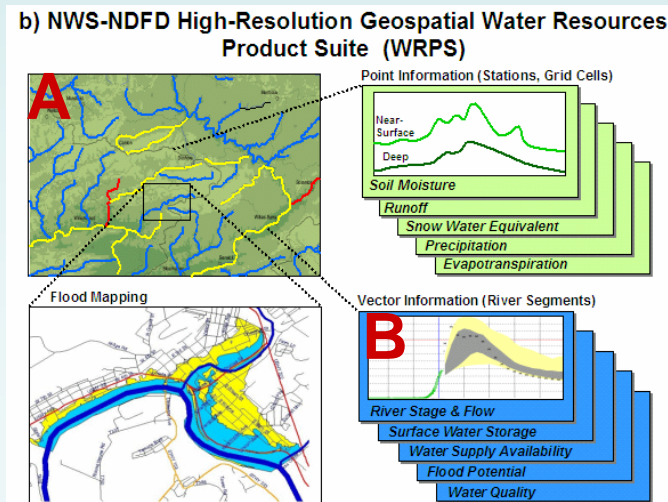 b) NWS-NDFD High-Resolution Geospatial Water Resources
Product Suite (WRPS)
A
Point Information (Stations, Grid Cells)
Near-
Surface
Deep
Soil Moisture
Runoff
Snow Water Equivalent
Precipitation
Evapotranspiration
Flood Mapping
Vector Information (River Segments)
B
River Stage & Flow
Surface Water Storage
Water Supply Availability
Flood Potential
Water Quality